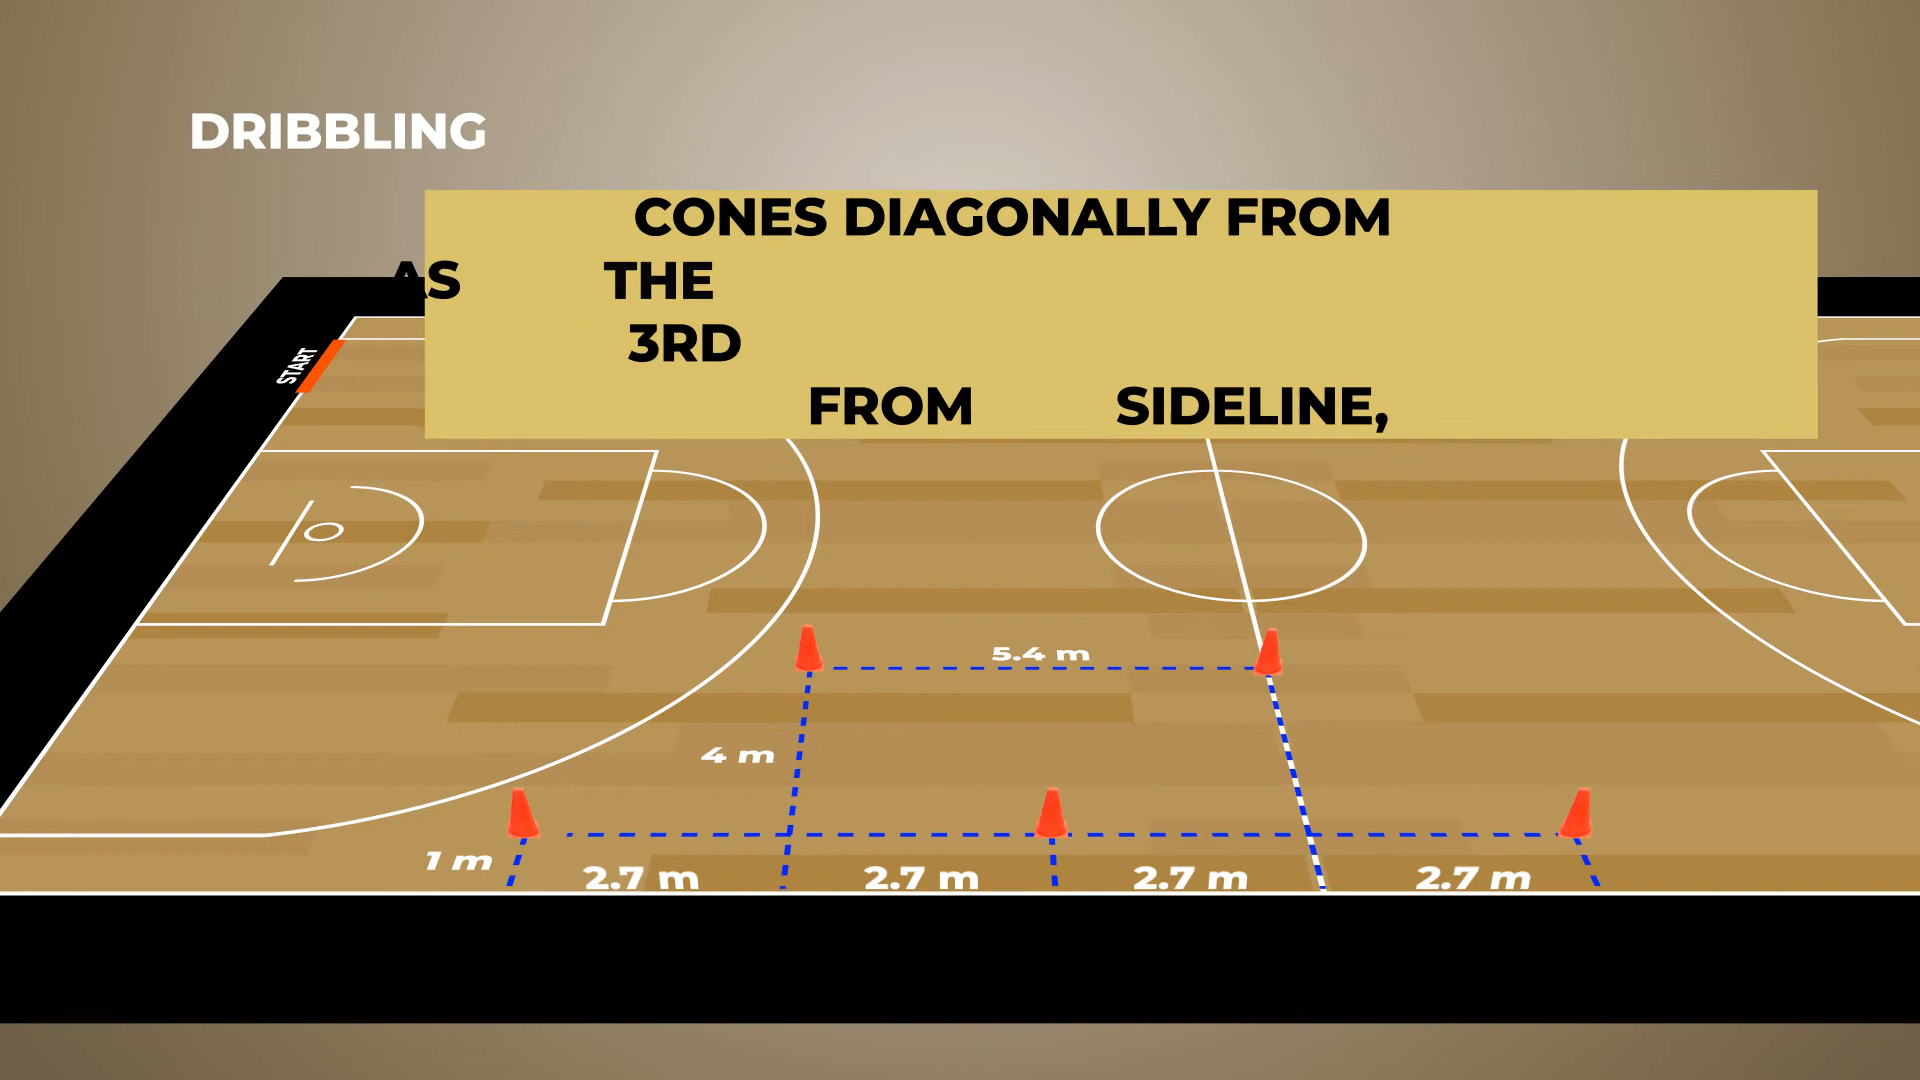 DRIBBLING
CONES DIAGONALLY FROM
AS THE
3RD
FROM SIDELINE,
START
5.4 m
4 m
1 m
2.7 m 2.7 m 2.7 m 2.7 m